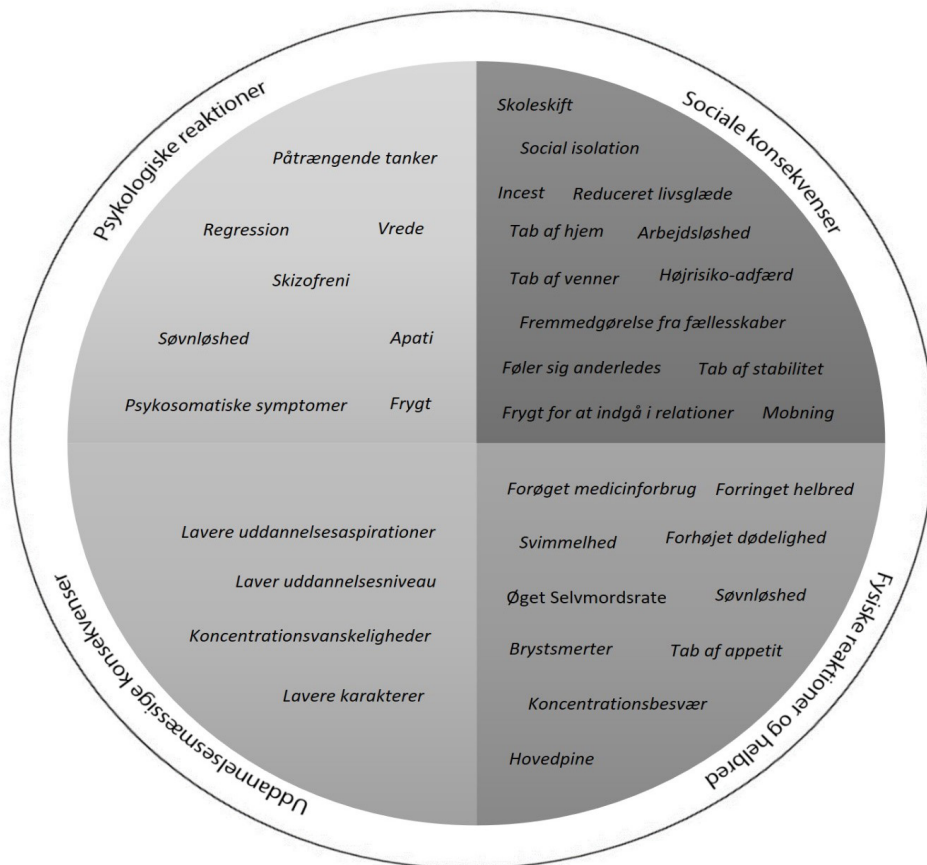 Psykologiske reaktioner
Påtrængende tanker
Regression Vrede
Skizofreni
Søvnløshed Apati
Psykosomatiske symptomer Frygt
Sociale konsekvenser
Skoleskift
Social isolation
Incest Reduceret livsglæde
Tab af hjem Arbejdsløshed
Tab af venner Højrisiko-adfærd
Fremmedgørelse fra fællesskaber
Føler sig anderledes Tab af stabilitet
Frygt for at indgå i relationer Mobning
Uddannelsesmæssige konsekvenser
Lavere uddannelsesaspirationer
Laver uddannelsesniveau
Koncentrationsvanskeligheder
Lavere karakterer
Fysiske reaktioner og helbred
Forøget medicinforbrug Forringet helbred
Svimmelhed Forhøjet dødelighed
Øget Selvmordsrate Søvnløshed
Brystsmerter Tab af appetit
Koncentrationsbesvær
Hovedpine